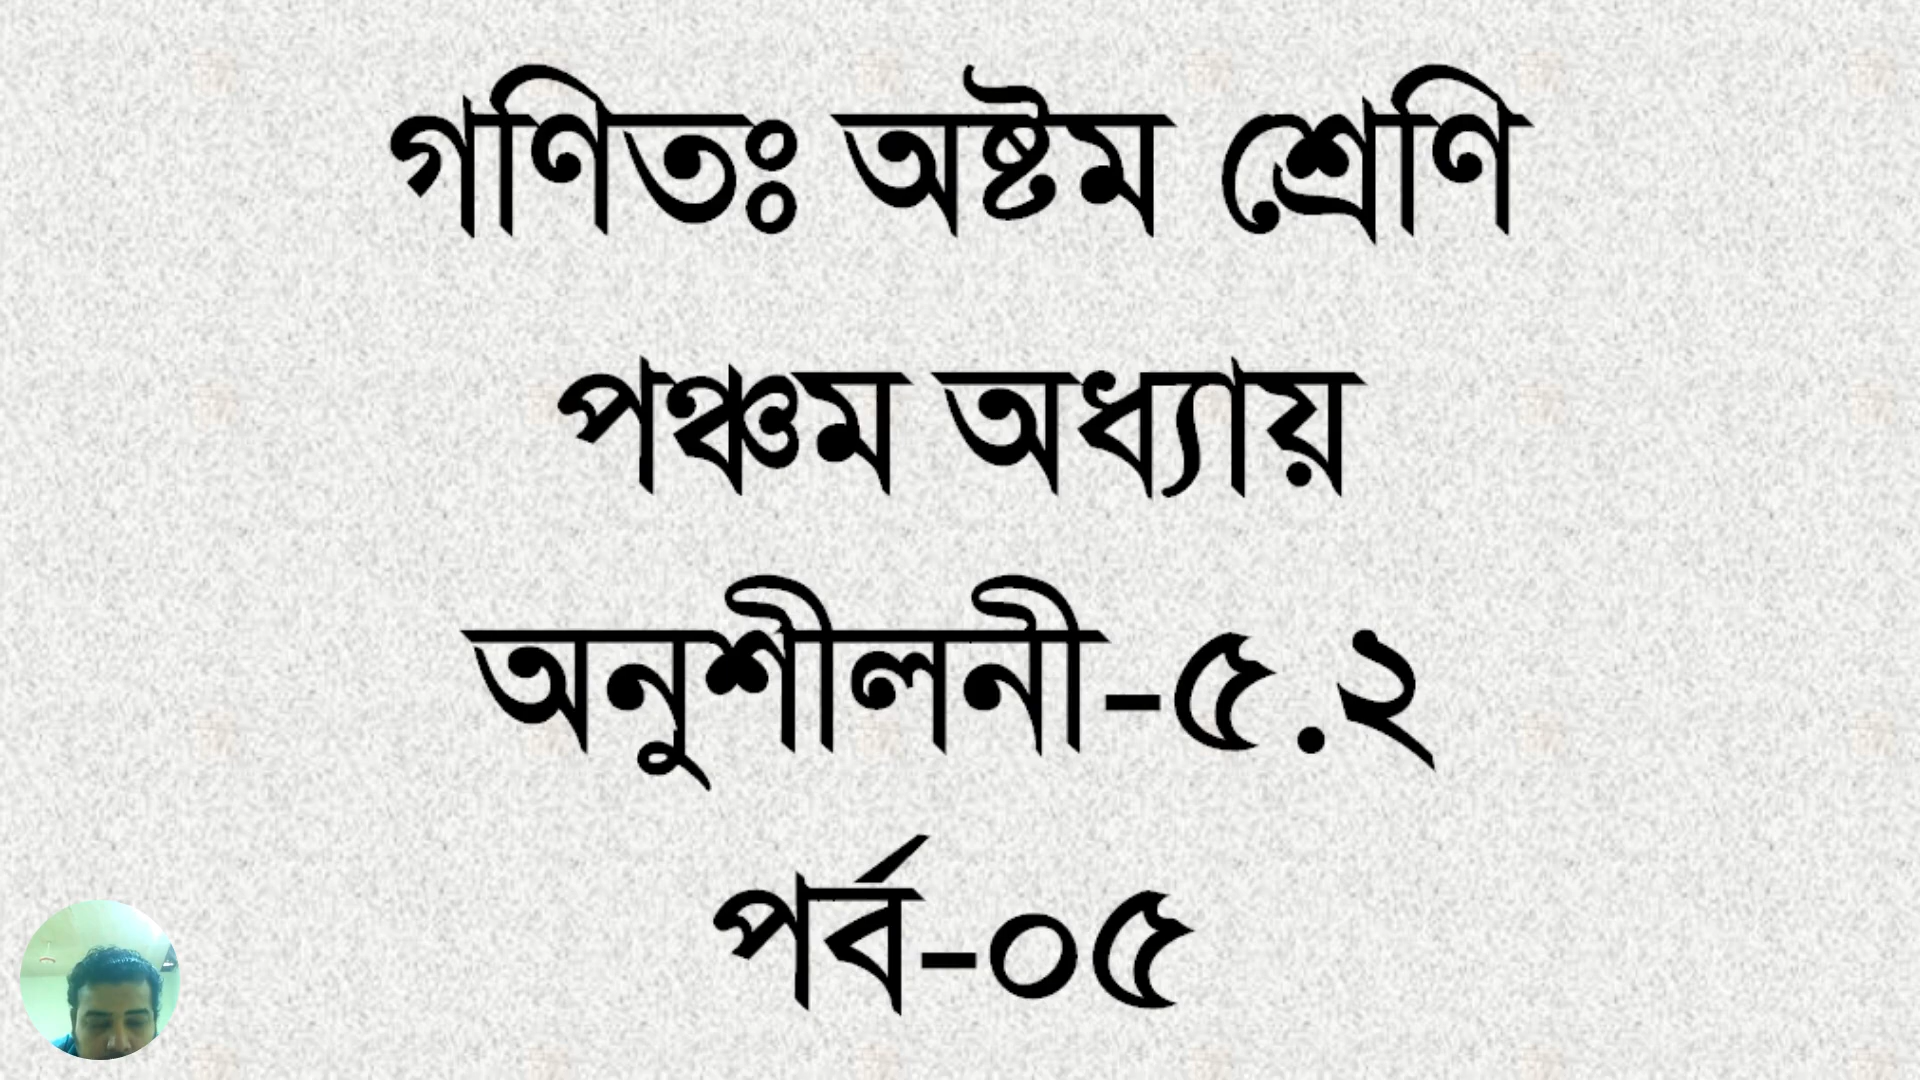 গণিতঃ অষ্টম শ্রেণি
পঞ্চম অধ্যায়
অনুশীলনী-৫.২
পর্ব-০৫